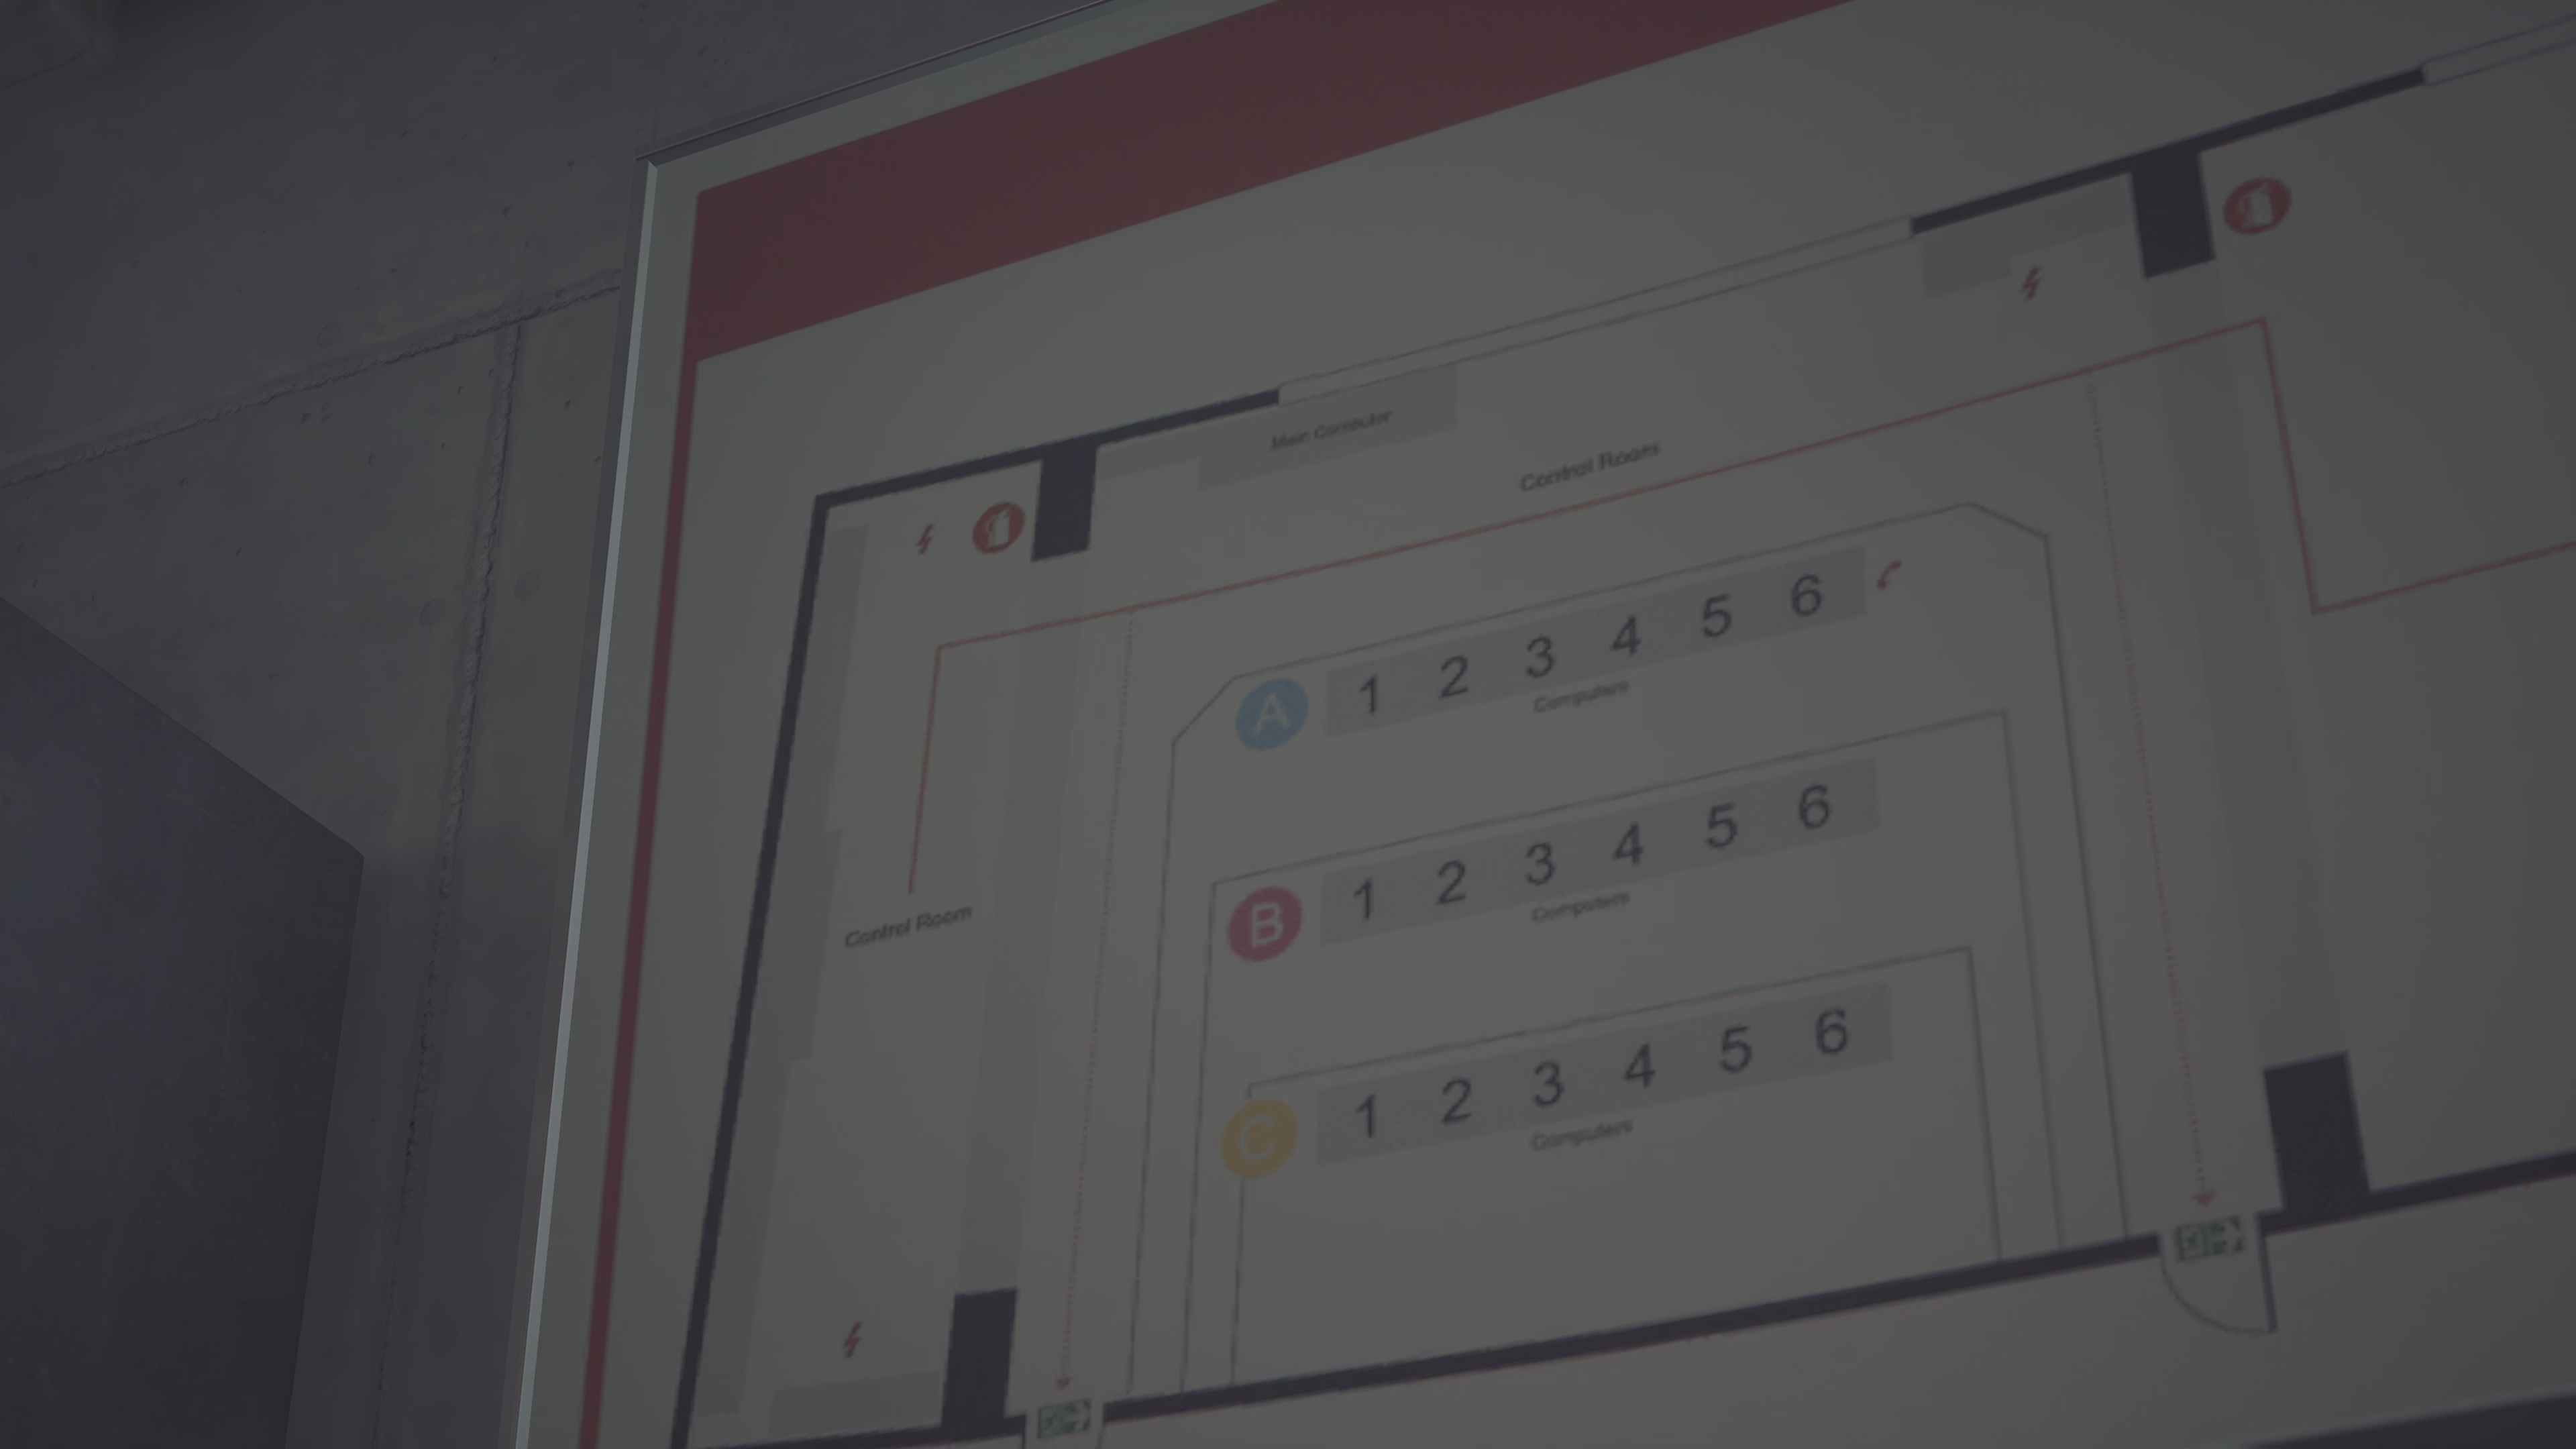 Main Computer
Control Room
A 1 2 3 4 5 6
Computers
B 1 2 3 4 5 6
Computers
Control Room
C 1 2 3 4 5 6
Computers